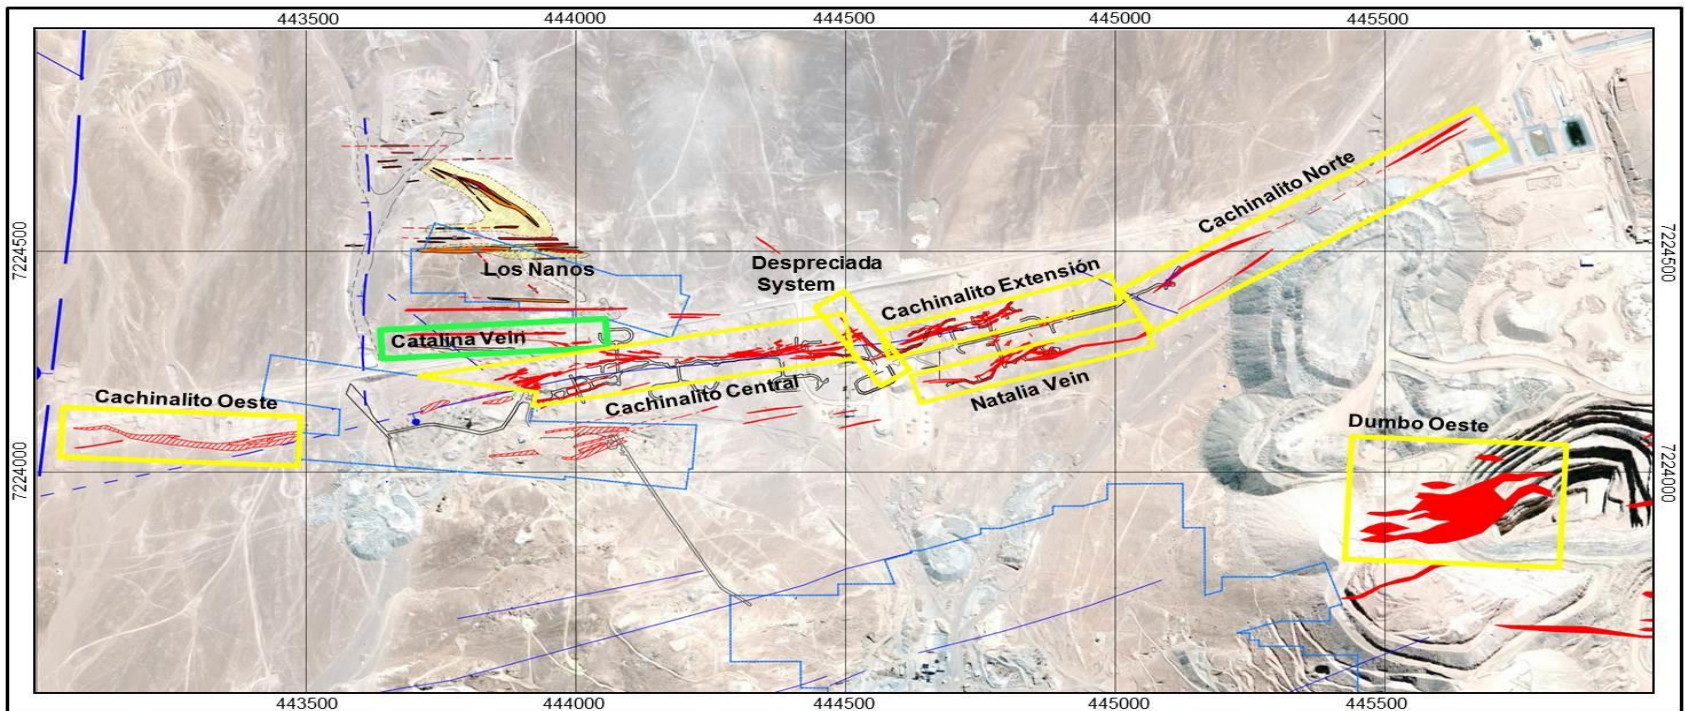 443500 444000 444500 445000 445500
Cachinalito Norte
7224500
7224500
Despreciada
System
Los Nanos
Cachinalito Extensión
Catalina Vein
Cachinalito Oeste
Cachinalito Central
Natalia Vein
Dumbo Oeste
7224000
7224000
443500 444000 444500 445000 445500